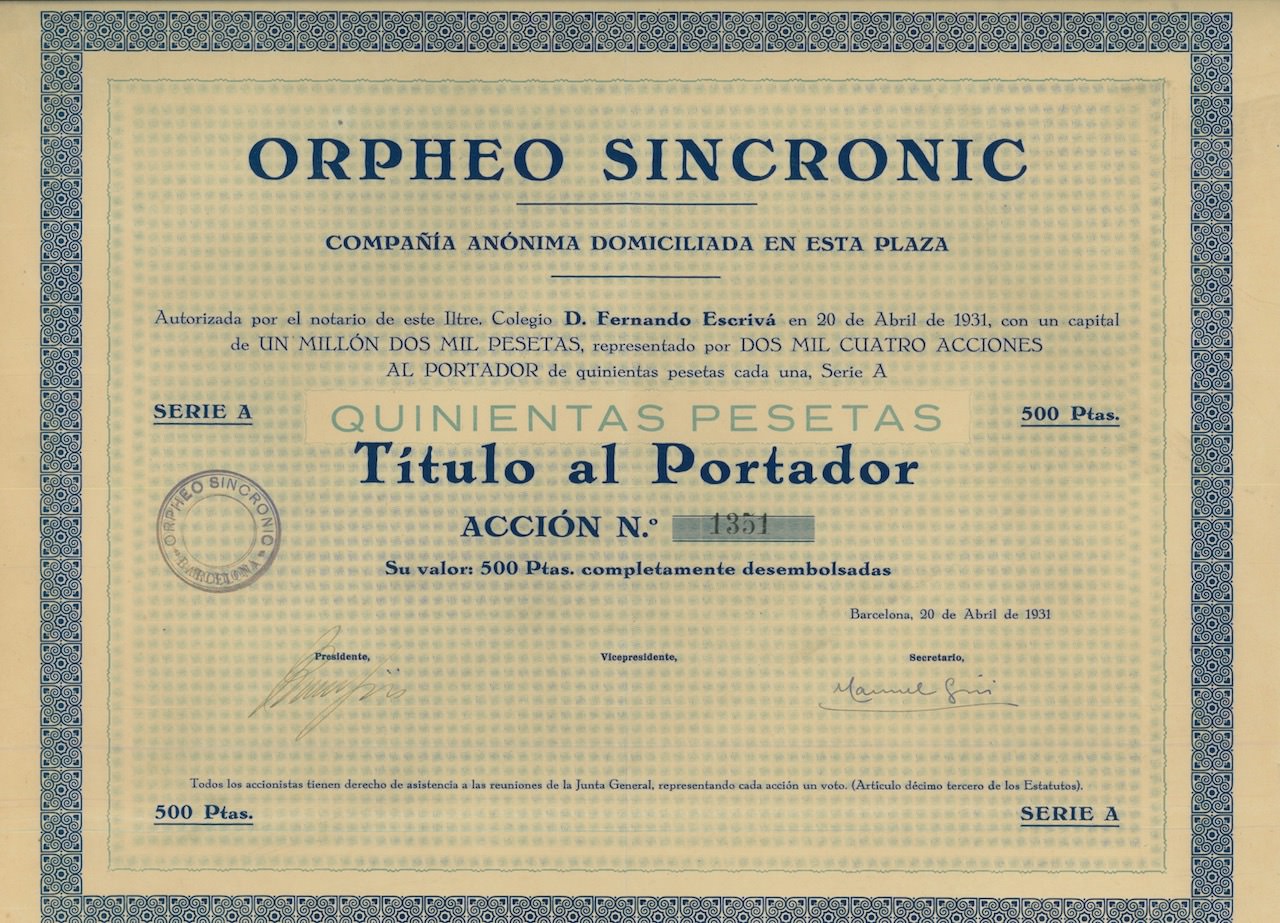 ORPHEO SINCRONIC
COMPAÑÍA ANÓNIMA DOMICILIADA EN ESTA PLAZA
Autorizada por el notario de este Iltre. Colegio D. Fernando Escrivá en 20 de Abril de 1931, con un capital
de UN MILLÓN DOS MIL PESETAS, representado por DOS MIL CUATRO ACCIONES
AL PORTADOR de quinientas pesetas cada una, Serie A
SERIE A QUINIENTAS PESETAS 500 Ptas.
Título al Portador
ORPHEO SINCRONIC
BARCELONA
ACCIÓN N.º 1351
Su valor: 500 Ptas. completamente desembolsadas
Barcelona, 20 de Abril de 1931
Presidente, Vicepresidente, Secretario,
Manuel
Todos los accionistas tienen derecho de asistencia a las reuniones de la Junta General, representando cada acción un voto. (Artículo décimo tercero de los Estatutos).
500 Ptas. SERIE A